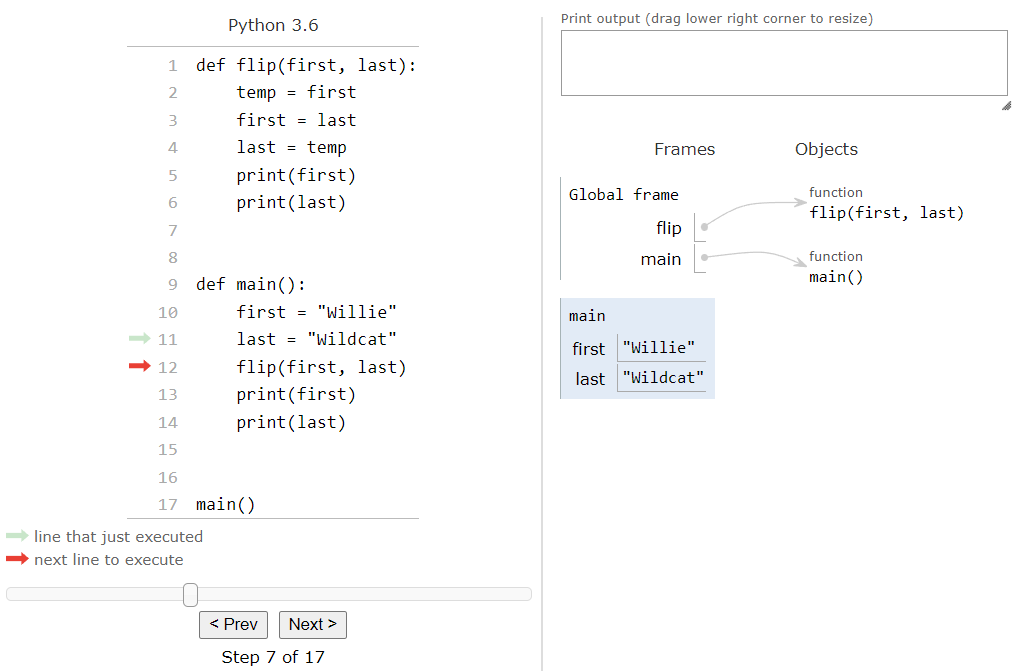 Python 3.6
1 def flip(first, last):
2     temp = first
3     first = last
4     last = temp
5     print(first)
6     print(last)
7
8
9 def main():
10     first = "Willie"
11     last = "Wildcat"
12     flip(first, last)
13     print(first)
14     print(last)
15
16
17 main()
line that just executed
next line to execute
< Prev Next >
Step 7 of 17
Print output (drag lower right corner to resize)
Frames Objects
Global frame
flip
main
function
flip(first, last)
function
main()
main
first "Willie"
last "Wildcat"